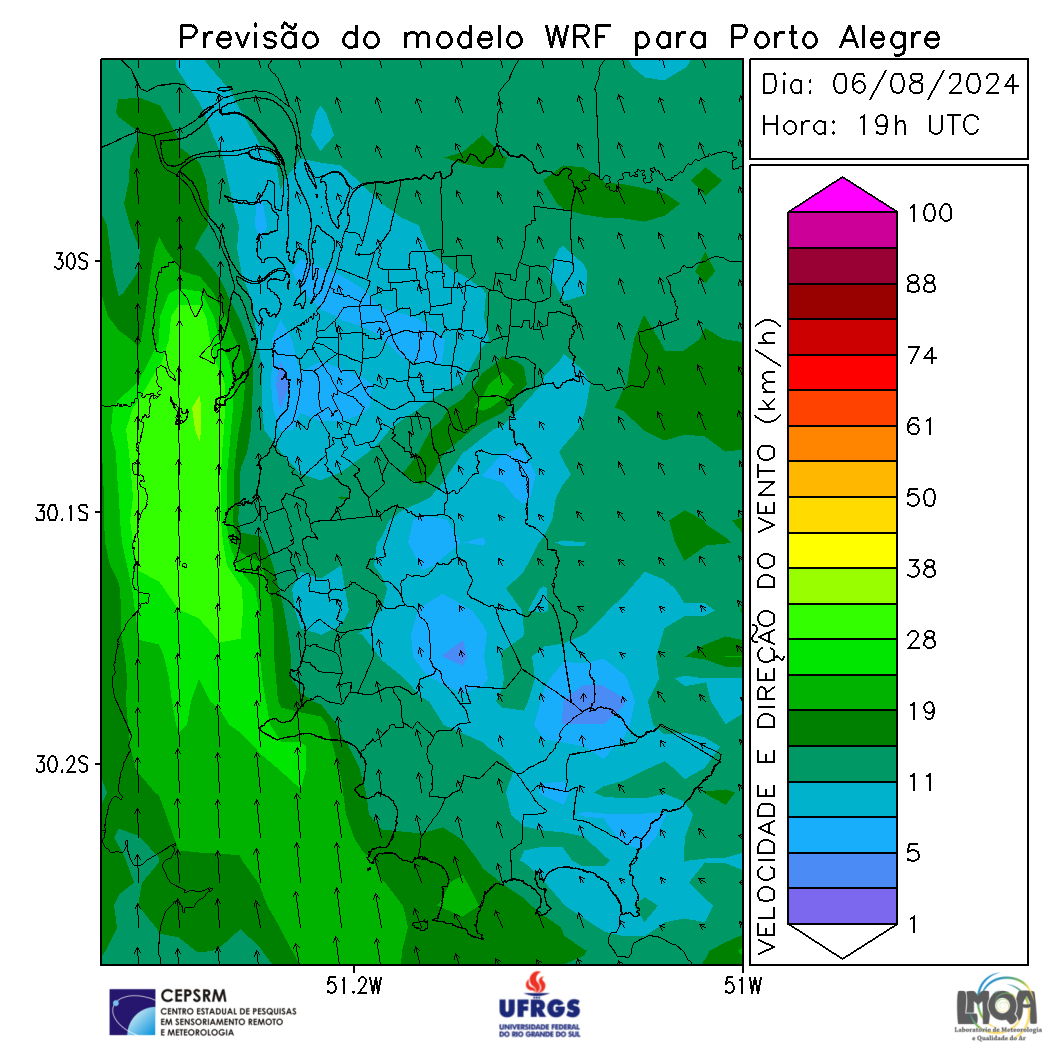 Previsão do modelo WRF para Porto Alegre
Dia: 06/08/2024
Hora: 19h UTC
30S
30.1S
30.2S
51.2W
51W
VELOCIDADE E DIREÇÃO DO VENTO (km/h)
100
88
74
61
50
38
28
19
11
5
1
CEPSRM
CENTRO ESTADUAL DE PESQUISAS
EM SENSORIAMENTO REMOTO
E METEOROLOGIA
UFRGS
UNIVERSIDADE FEDERAL
DO RIO GRANDE DO SUL
LMQA
Laboratório de Meteorologia
e Qualidade do Ar